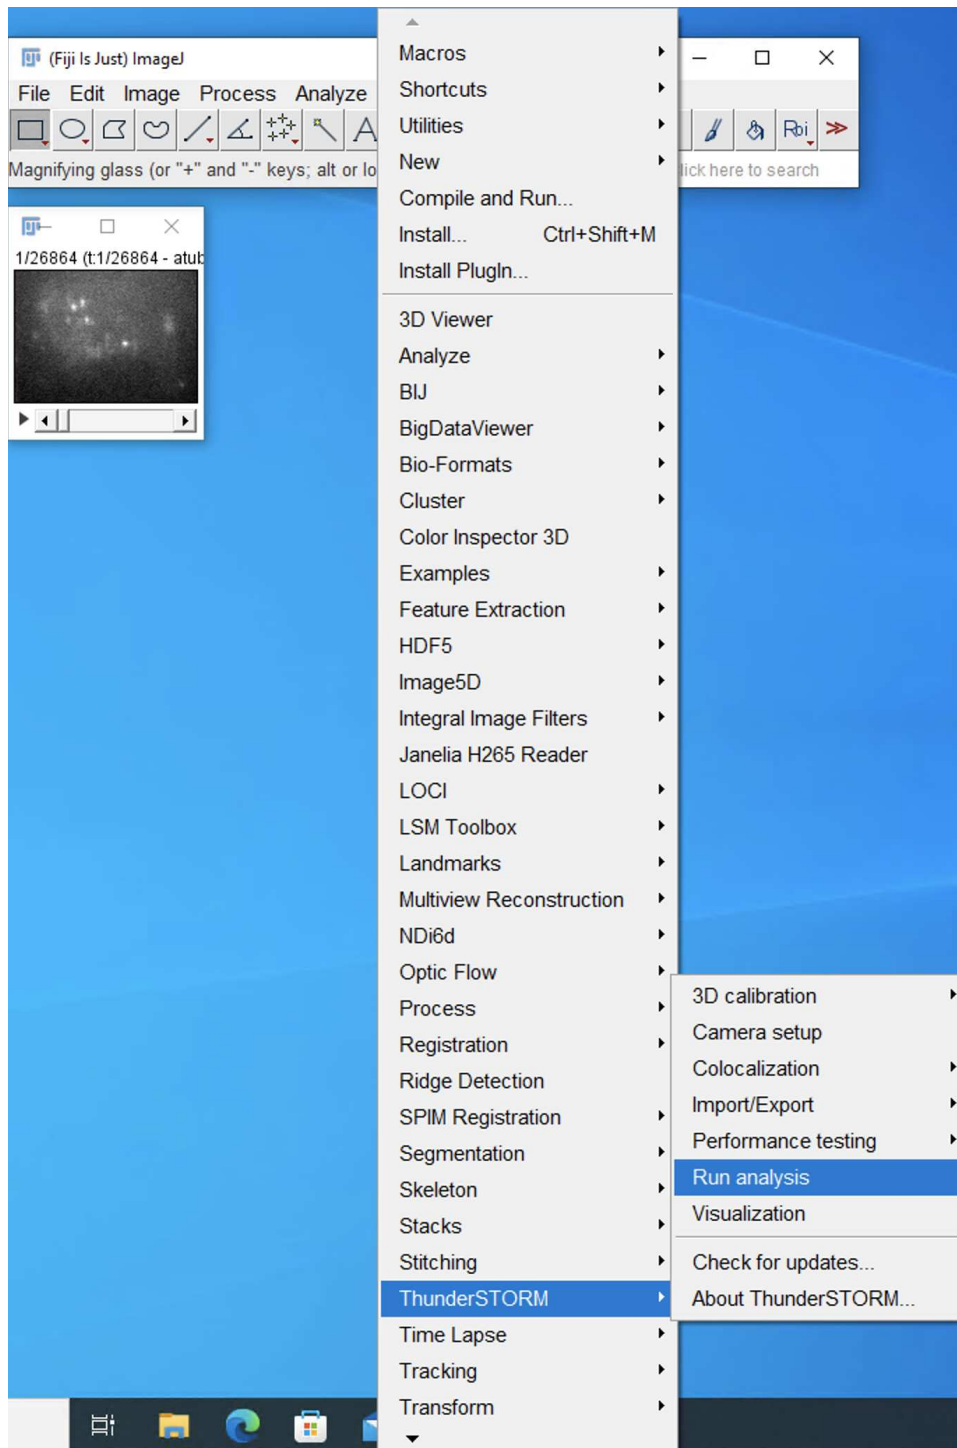 (Fiji Is Just) ImageJ
File Edit Image Process Analyze
Magnifying glass (or "+" and "-" keys; alt or lo
lick here to search
1/26864 (t:1/26864 - atub
Macros
Shortcuts
Utilities
New
Compile and Run...
Install... Ctrl+Shift+M
Install PlugIn...
3D Viewer
Analyze
BIJ
BigDataViewer
Bio-Formats
Cluster
Color Inspector 3D
Examples
Feature Extraction
HDF5
Image5D
Integral Image Filters
Janelia H265 Reader
LOCI
LSM Toolbox
Landmarks
Multiview Reconstruction
NDi6d
Optic Flow
Process
Registration
Ridge Detection
SPIM Registration
Segmentation
Skeleton
Stacks
Stitching
ThunderSTORM
Time Lapse
Tracking
Transform
3D calibration
Camera setup
Colocalization
Import/Export
Performance testing
Run analysis
Visualization
Check for updates...
About ThunderSTORM...